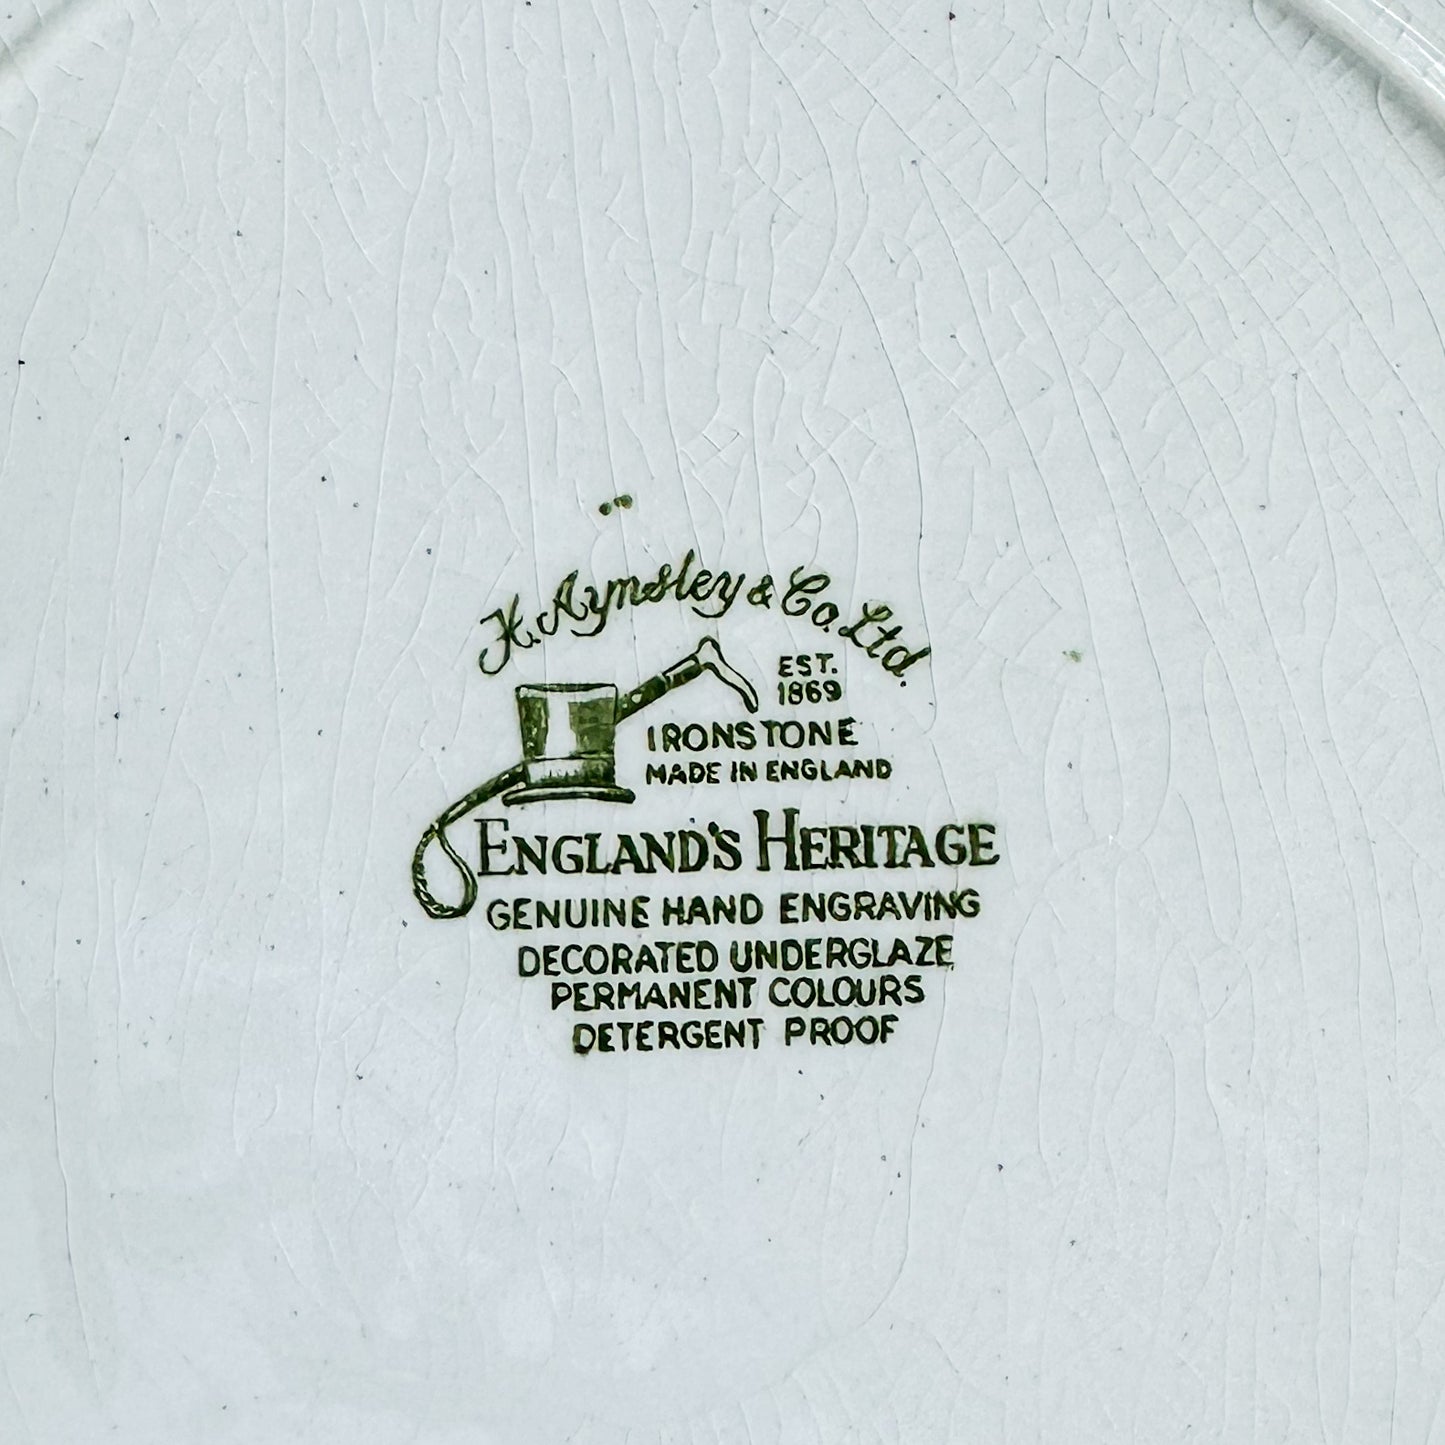 H. Aynsley & Co. Ltd.
EST.
1869
IRONSTONE
MADE IN ENGLAND
ENGLAND'S HERITAGE
GENUINE HAND ENGRAVING
DECORATED UNDERGLAZE
PERMANENT COLOURS
DETERGENT PROOF